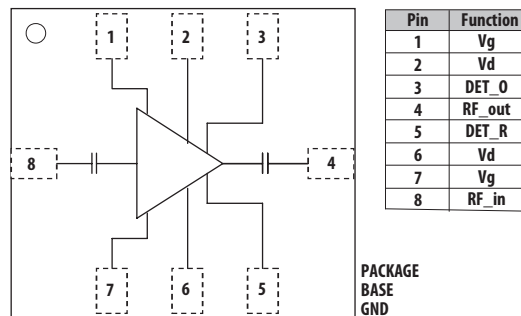 1 2 3
8 4
7 6 5
PACKAGE
BASE
GND
Pin Function
1 Vg
2 Vd
3 DET_O
4 RF_out
5 DET_R
6 Vd
7 Vg
8 RF_in